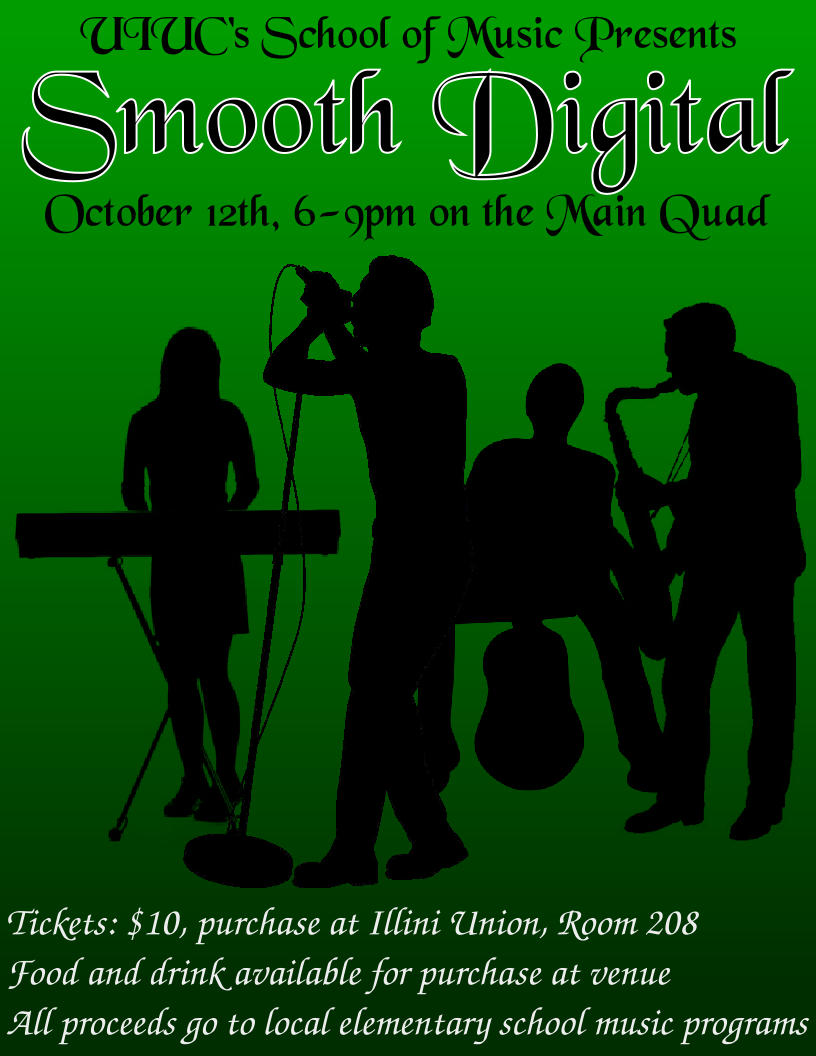 UIUC's School of Music Presents
Smooth Digital
October 12th, 6-9pm on the Main Quad
Tickets: $10, purchase at Illini Union, Room 208
Food and drink available for purchase at venue
All proceeds go to local elementary school music programs